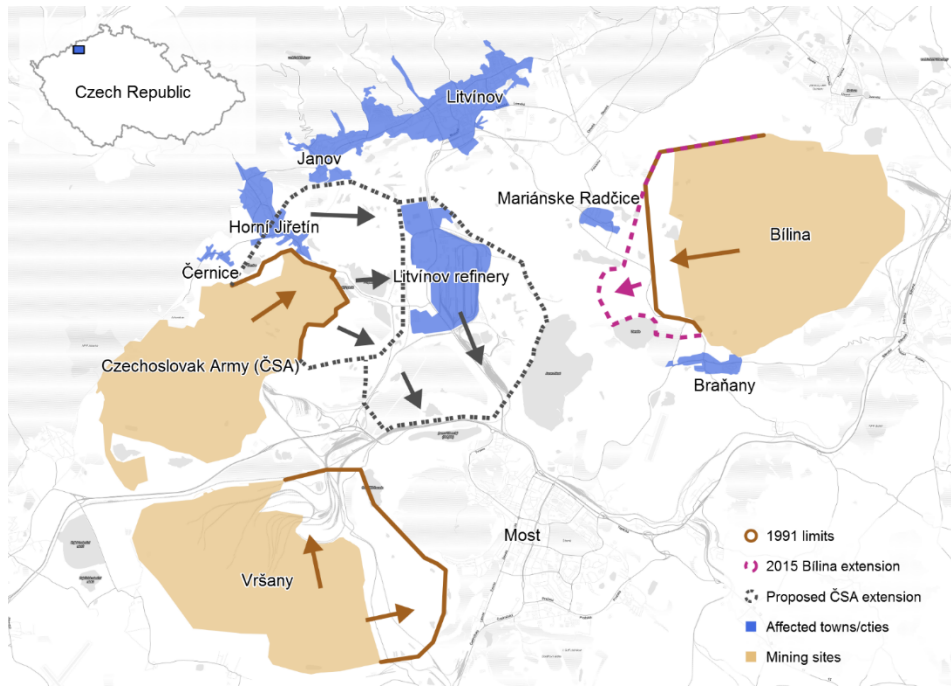 Czech Republic
Litvínov
Janov
Mariánske Radčice
Horní Jiřetín
Bílina
Černice
Litvínov refinery
Czechoslovak Army (ČSA)
Braňany
Most
Vršany
1991 limits
2015 Bílina extension
Proposed ČSA extension
Affected towns/cties
Mining sites